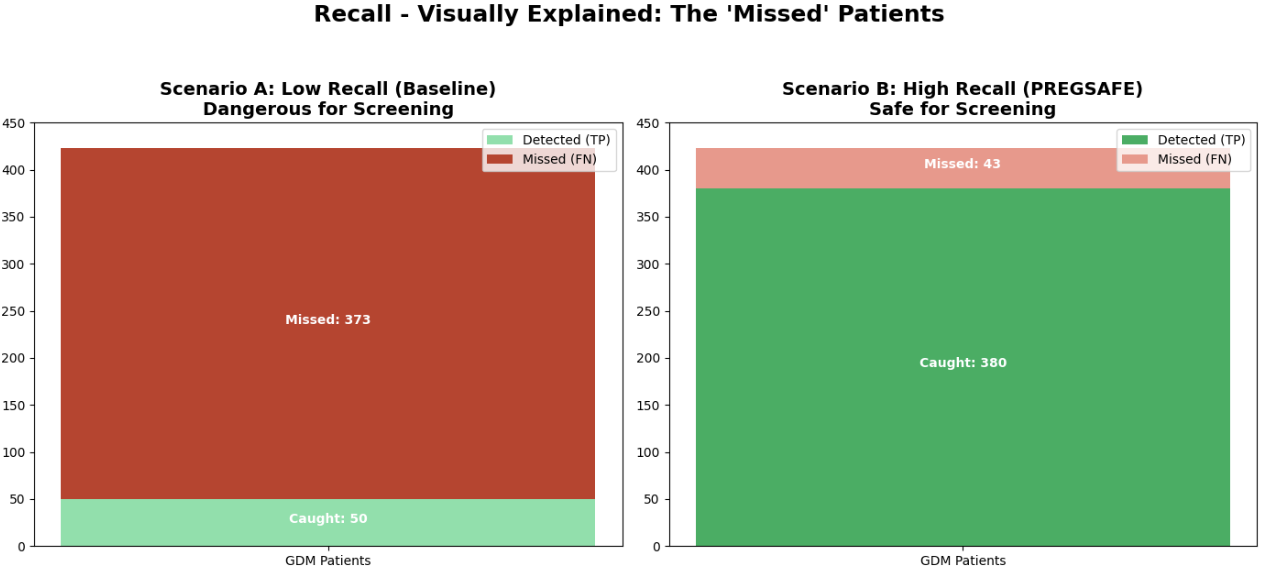 Recall - Visually Explained: The 'Missed' Patients
Scenario A: Low Recall (Baseline)
Dangerous for Screening
450
400
350
300
250
200
150
100
50
0
Detected (TP)
Missed (FN)
Missed: 373
Caught: 50
GDM Patients
Scenario B: High Recall (PREGSAFE)
Safe for Screening
450
400
350
300
250
200
150
100
50
0
Detected (TP)
Missed (FN)
Missed: 43
Caught: 380
GDM Patients